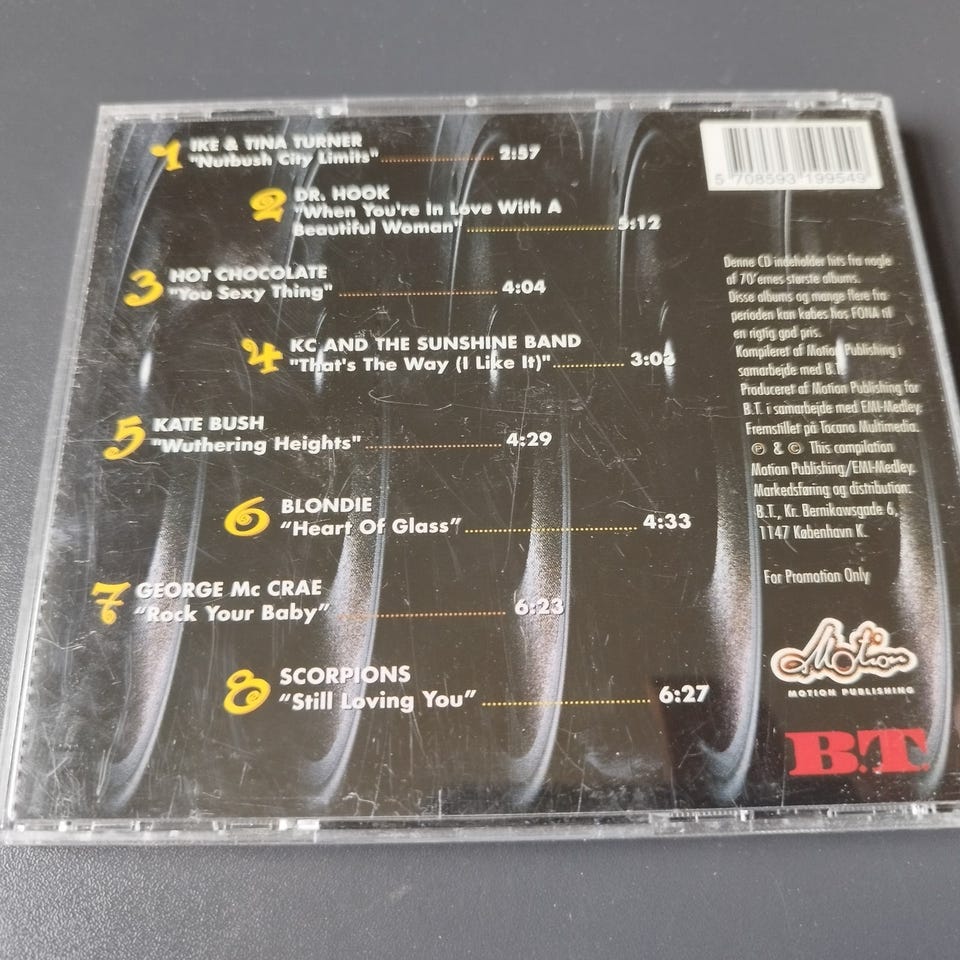 1 IKE & TINA TURNER
"Nutbush City Limits" 2:57
2 DR. HOOK
"When You're In Love With A
Beautiful Woman" 5:12
3 HOT CHOCOLATE
"You Sexy Thing" 4:04
4 KC AND THE SUNSHINE BAND
"That's The Way (I Like It)" 3:03
5 KATE BUSH
"Wuthering Heights" 4:29
6 BLONDIE
"Heart Of Glass" 4:33
7 GEORGE Mc CRAE
"Rock Your Baby" 6:23
8 SCORPIONS
"Still Loving You" 6:27
5 708593 199549
Denne CD indeholder hits fra nogle
af 70'ernes største albums.
Disse albums og mange flere fra
perioden kan købes hos FONA til
en rigtig god pris.
Kompileret af Motion Publishing i
samarbejde med B.T.
Produceret af Motion Publishing for
B.T. i samarbejde med EMI-Medley.
Fremstillet på Tocano Multimedia.
℗ & © This compilation
Motion Publishing/EMI-Medley.
Markedsføring og distribution:
B.T., Kr. Bernikowsgade 6,
1147 København K.
For Promotion Only
Motion
MOTION PUBLISHING
B.T.